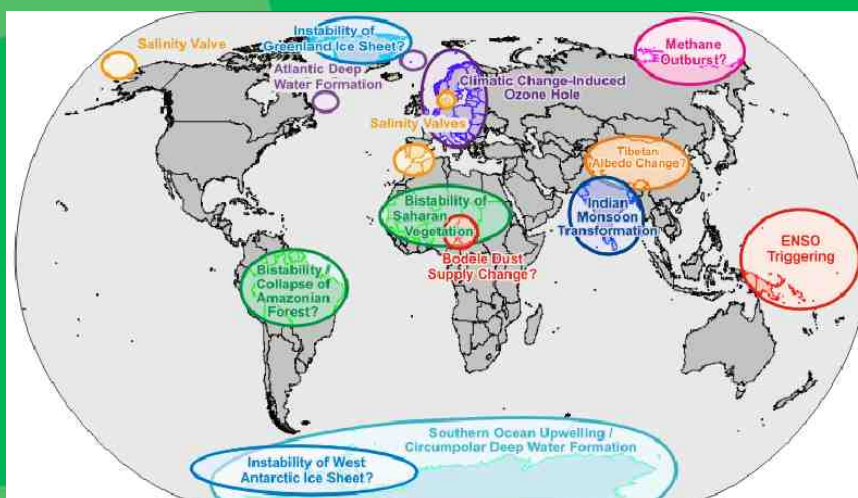 Salinity Valve
Instability of
Greenland Ice Sheet?
Atlantic Deep
Water Formation
Climatic Change-Induced
Ozone Hole
Methane
Outburst?
Salinity Valves
Tibetan
Albedo Change?
Bistability of
Saharan
Vegetation
Indian
Monsoon
Transformation
Bodele Dust
Supply Change?
ENSO
Triggering
Bistability /
Collapse of
Amazonian
Forest?
Southern Ocean Upwelling /
Circumpolar Deep Water Formation
Instability of West
Antarctic Ice Sheet?